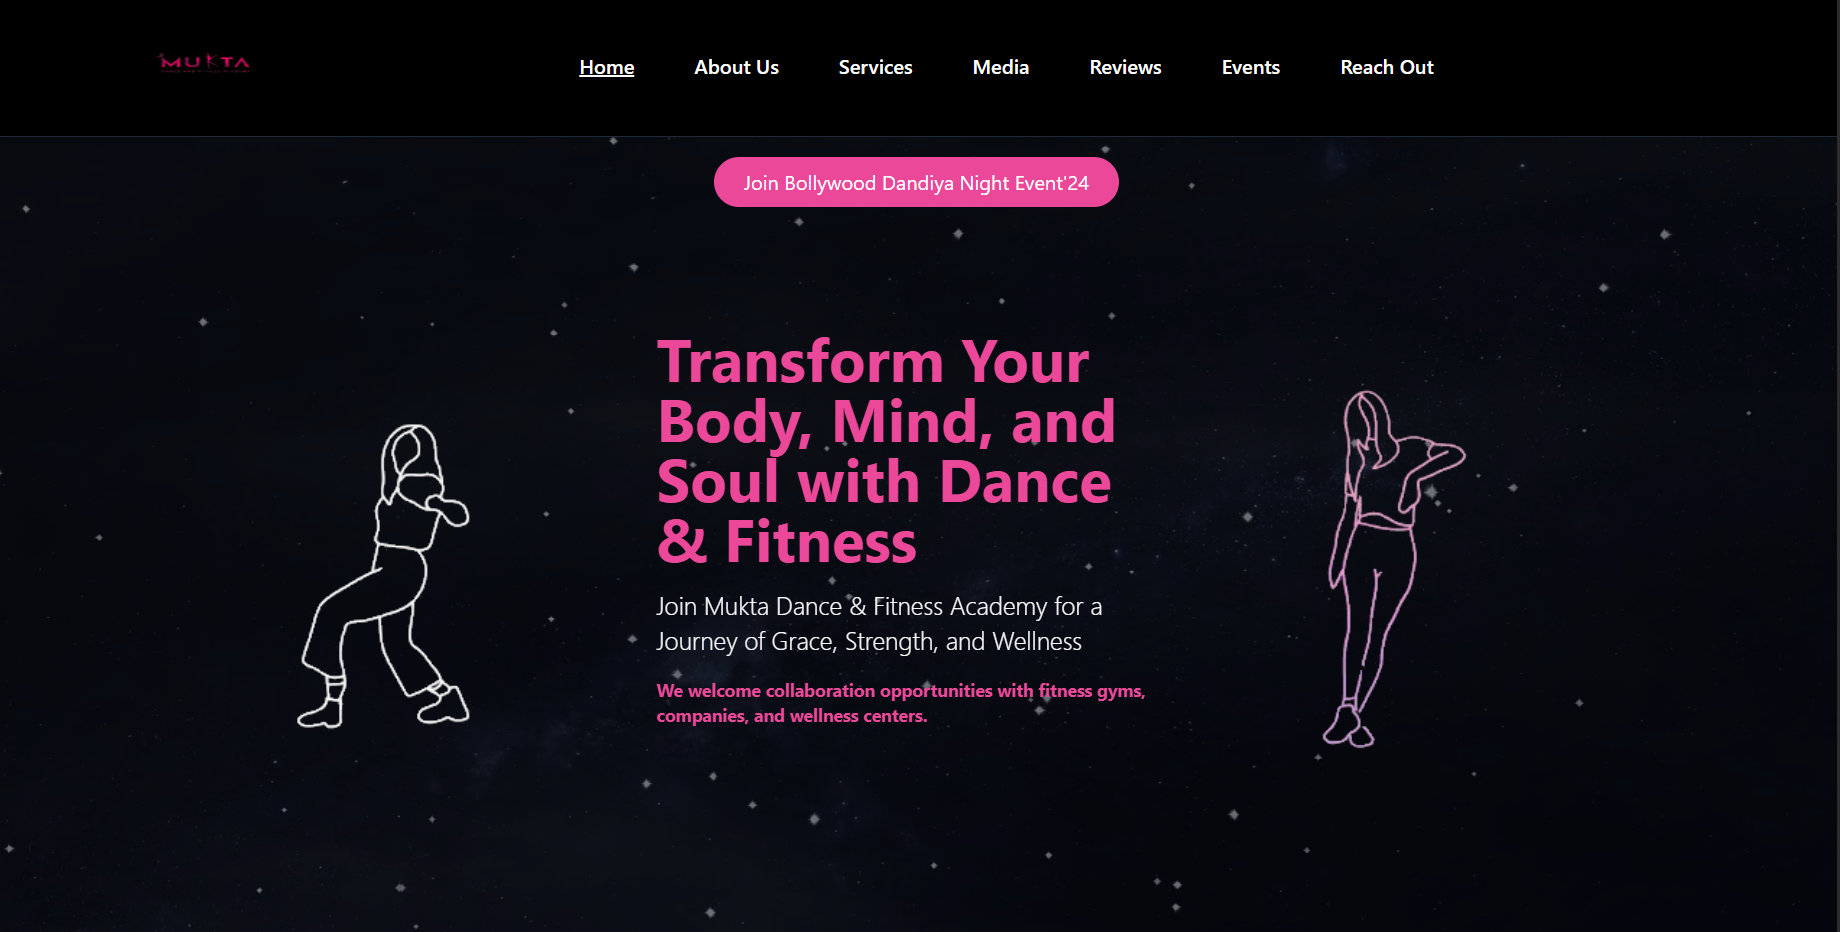 MUKTA
Home
About Us
Services
Media
Reviews
Events
Reach Out
Join Bollywood Dandiya Night Event'24
Transform Your
Body, Mind, and
Soul with Dance
& Fitness
Join Mukta Dance & Fitness Academy for a
Journey of Grace, Strength, and Wellness
We welcome collaboration opportunities with fitness gyms,
companies, and wellness centers.